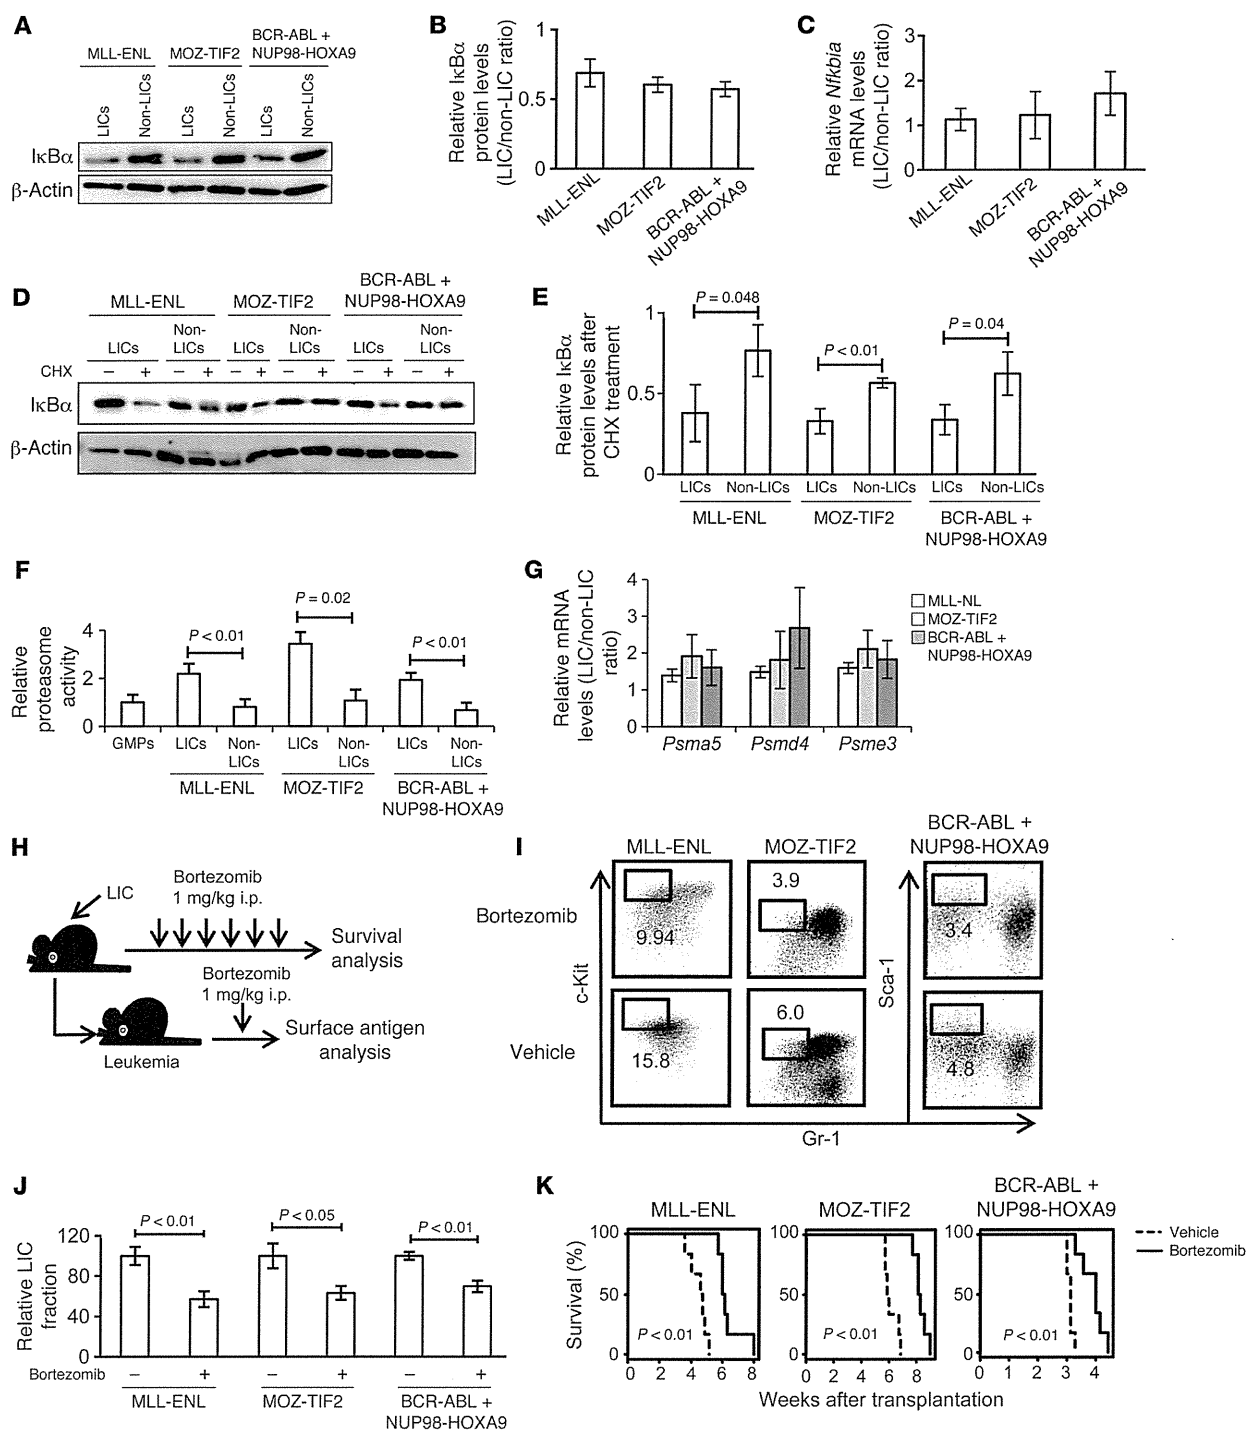 A
MLL-ENL
MOZ-TIF2
BCR-ABL +
NUP98-HOXA9
LICs
Non-LICs
LICs
Non-LICs
LICs
Non-LICs
IκBα
β-Actin
B
Relative IκBα
protein levels
(LIC/non-LIC ratio)
1
0.5
0
MLL-ENL
MOZ-TIF2
BCR-ABL +
NUP98-HOXA9
C
Relative Nfkbia
mRNA levels
(LIC/non-LIC ratio)
3
2
1
0
MLL-ENL
MOZ-TIF2
BCR-ABL +
NUP98-HOXA9
D
MLL-ENL
MOZ-TIF2
BCR-ABL +
NUP98-HOXA9
LICs
Non-
LICs
LICs
Non-
LICs
LICs
Non-
LICs
CHX
− + − + − + − + − + − +
IκBα
β-Actin
E
Relative IκBα
protein levels after
CHX treatment
1
0.5
0
P = 0.048
P < 0.01
P = 0.04
LICs Non-LICs LICs Non-LICs LICs Non-LICs
MLL-ENL
MOZ-TIF2
BCR-ABL +
NUP98-HOXA9
F
Relative
proteasome
activity
4
2
0
P < 0.01
P = 0.02
P < 0.01
GMPs
LICs
Non-
LICs
LICs
Non-
LICs
LICs
Non-
LICs
MLL-ENL
MOZ-TIF2
BCR-ABL +
NUP98-HOXA9
G
Relative mRNA
levels (LIC/non-LIC
ratio)
4
3
2
1
0
Psma5
Psmd4
Psme3
MLL-NL
MOZ-TIF2
BCR-ABL +
NUP98-HOXA9
H
LIC
Bortezomib
1 mg/kg i.p.
Survival
analysis
Bortezomib
1 mg/kg i.p.
Leukemia
Surface antigen
analysis
I
MLL-ENL
MOZ-TIF2
BCR-ABL +
NUP98-HOXA9
Bortezomib
Vehicle
c-Kit
Sca-1
9.94
3.9
3.4
15.8
6.0
4.8
Gr-1
J
Relative LIC
fraction
120
80
40
0
P < 0.01
P < 0.05
P < 0.01
Bortezomib
− + − + − +
MLL-ENL
MOZ-TIF2
BCR-ABL +
NUP98-HOXA9
K
MLL-ENL
MOZ-TIF2
BCR-ABL +
NUP98-HOXA9
Survival (%)
100
50
0
P < 0.01
0 2 4 6 8
100
50
0
P < 0.01
0 2 4 6 8
100
50
0
P < 0.01
0 1 2 3 4
Vehicle
Bortezomib
Weeks after transplantation